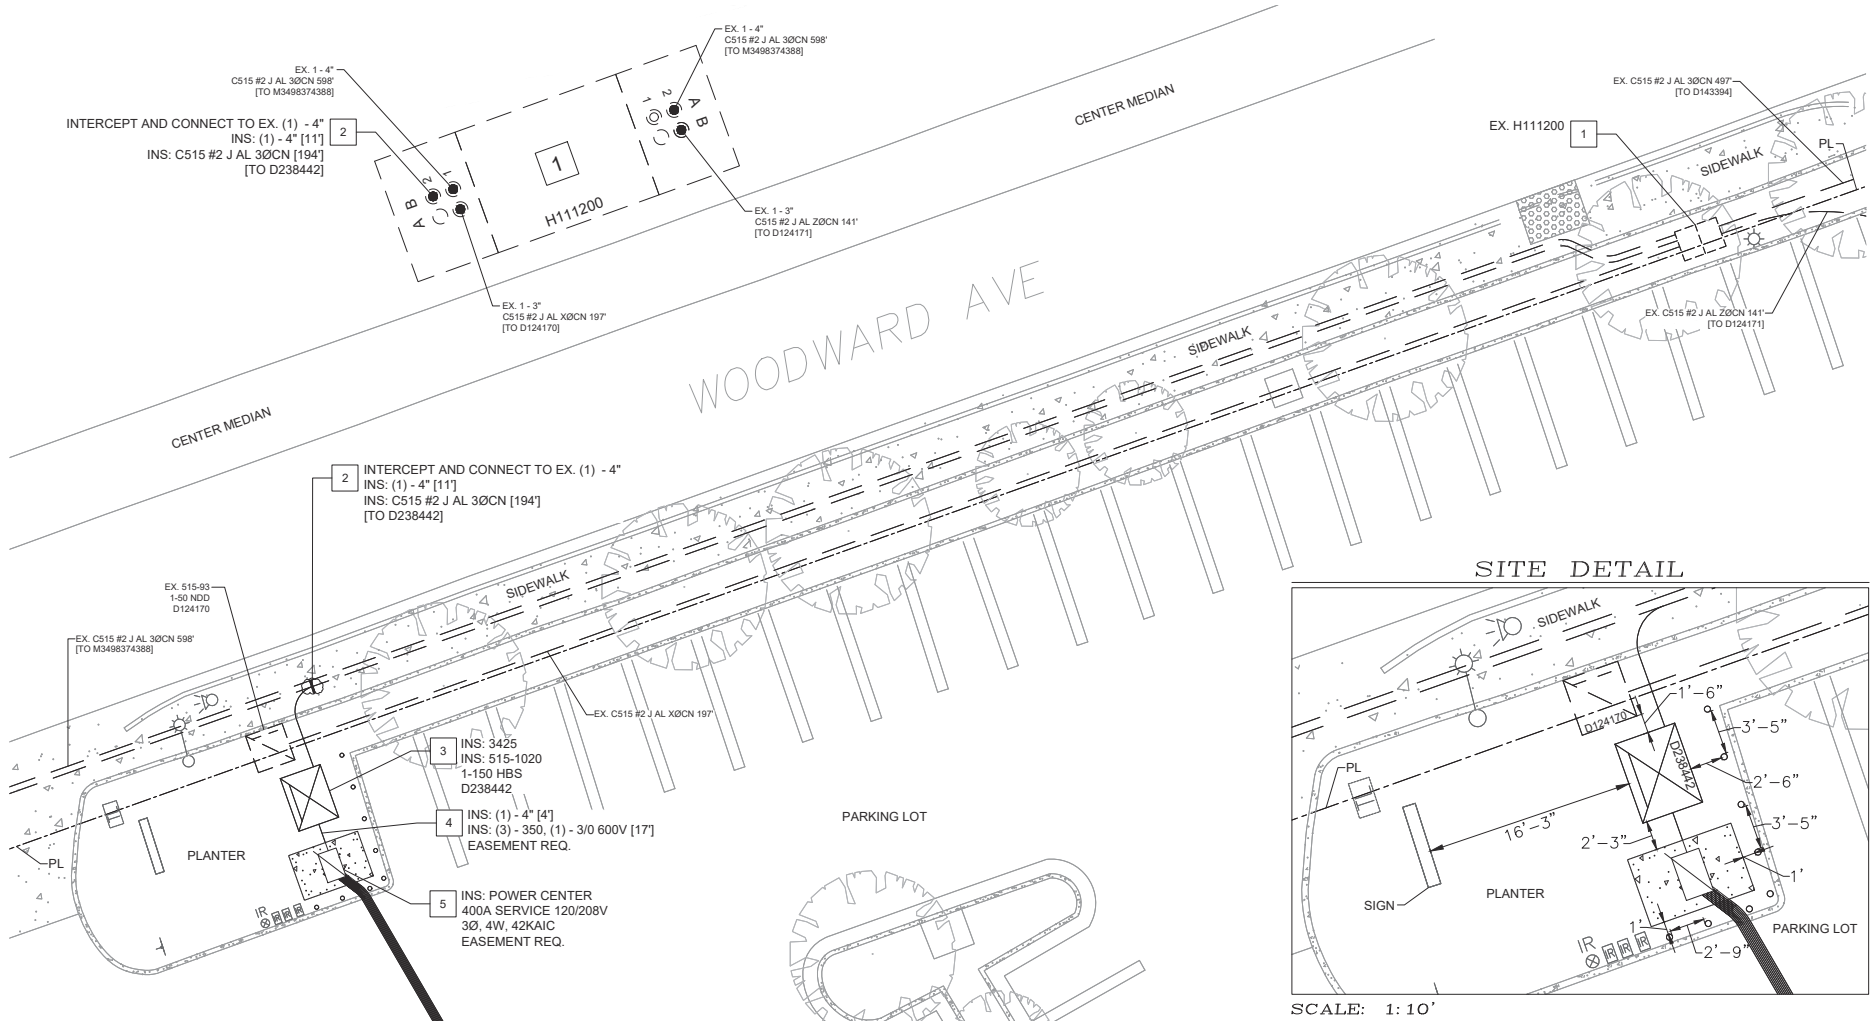 EX. 1 - 4"
C515 #2 J AL 3ØCN 598'
[TO M3498374388]
EX. 1 - 4"
C515 #2 J AL 3ØCN 598'
[TO M3498374388]
INTERCEPT AND CONNECT TO EX. (1) - 4"
INS: (1) - 4" [11']
INS: C515 #2 J AL 3ØCN [194']
[TO D238442]
2
1
H111200
2
1
A
B
1
2
B
A
EX. 1 - 3"
C515 #2 J AL ZØCN 141'
[TO D124171]
EX. 1 - 3"
C515 #2 J AL XØCN 197'
[TO D124170]
CENTER MEDIAN
CENTER MEDIAN
WOODWARD AVE
EX. C515 #2 J AL 3ØCN 497'
[TO D143394]
EX. H111200
1
PL
SIDEWALK
EX. C515 #2 J AL ZØCN 141'
[TO D124171]
SIDEWALK
2
INTERCEPT AND CONNECT TO EX. (1) - 4"
INS: (1) - 4" [11']
INS: C515 #2 J AL 3ØCN [194']
[TO D238442]
SIDEWALK
EX. 515-93
1-50 NDD
D124170
EX. C515 #2 J AL 3ØCN 598'
[TO M3498374388]
EX. C515 #2 J AL XØCN 197'
3
INS: 3425
INS: 515-1020
1-150 HBS
D238442
4
INS: (1) - 4" [4']
INS: (3) - 350, (1) - 3/0 600V [17']
EASEMENT REQ.
5
INS: POWER CENTER
400A SERVICE 120/208V
3Ø, 4W, 42KAIC
EASEMENT REQ.
PL
PLANTER
IR
IR
IR
IR
PARKING LOT
SITE DETAIL
SIDEWALK
D124170
1'-6"
3'-5"
D238442
2'-6"
PL
16'-3"
2'-3"
3'-5"
1'
SIGN
PLANTER
1'
2'-9"
IR
IR
IR
IR
PARKING LOT
SCALE: 1:10'